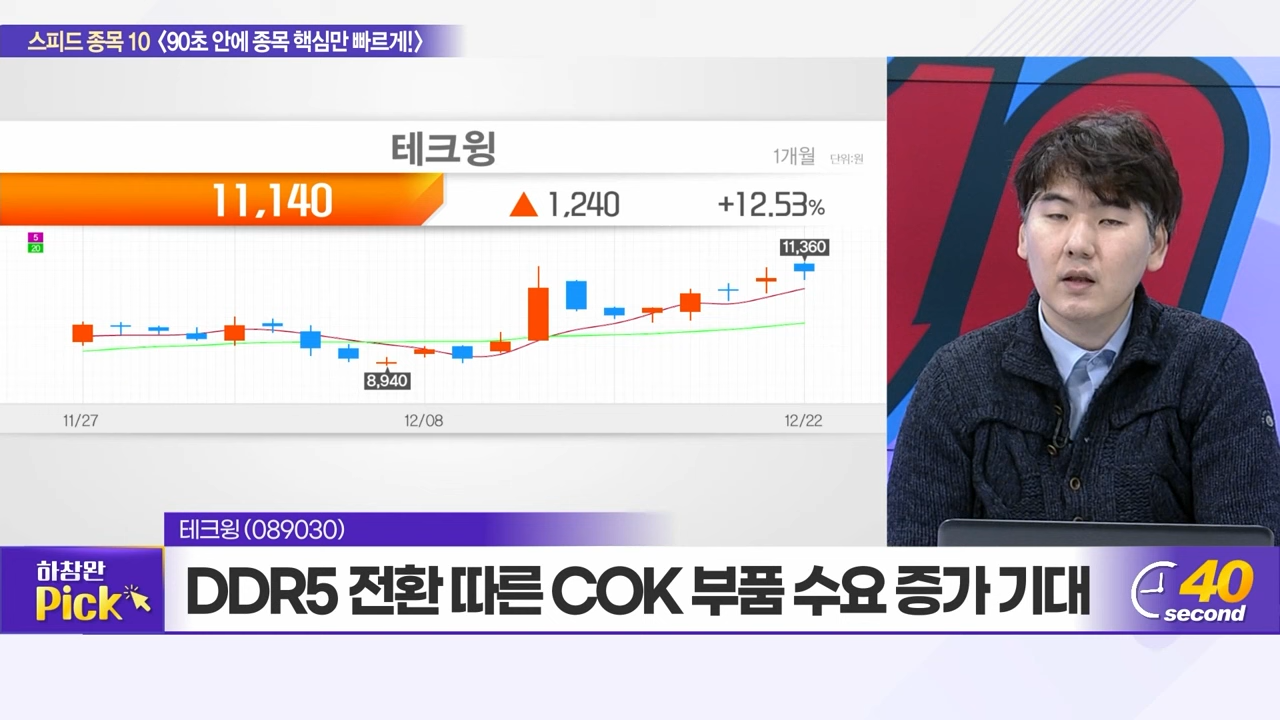 스피드 종목 10 <90초 안에 종목 핵심만 빠르게!>
테크윙
1개월 단위:원
11,140 ▲ 1,240 +12.53%
5
20
11,360
8,940
11/27 12/08 12/22
테크윙 (089030)
하창완
Pick
DDR5 전환 따른 COK 부품 수요 증가 기대
40
second